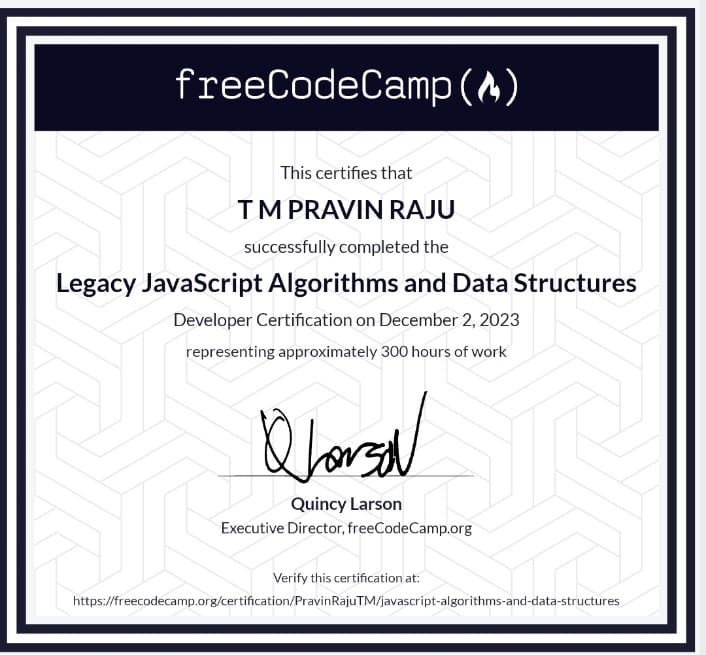 freeCodeCamp(🔥)
This certifies that
T M PRAVIN RAJU
successfully completed the
Legacy JavaScript Algorithms and Data Structures
Developer Certification on December 2, 2023
representing approximately 300 hours of work
Q Larson
Quincy Larson
Executive Director, freeCodeCamp.org
Verify this certification at:
https://freecodecamp.org/certification/PravinRajuTM/javascript-algorithms-and-data-structures